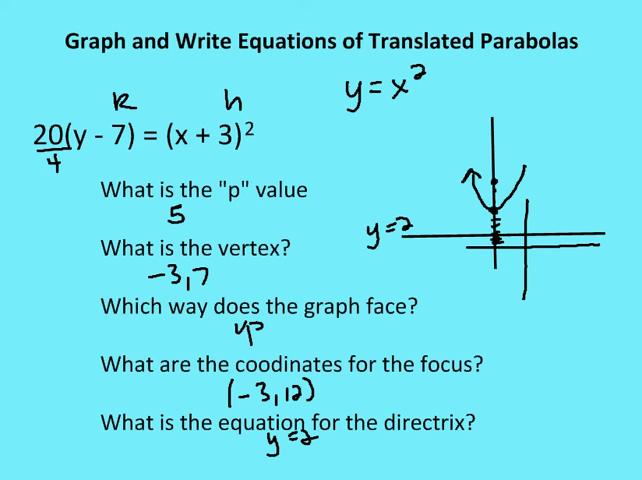 Graph and Write Equations of Translated Parabolas
k h
y = x²
20(y - 7) = (x + 3)²
4
What is the "p" value
5
y=2
What is the vertex?
-3,7
Which way does the graph face?
up
What are the coodinates for the focus?
(-3,12)
What is the equation for the directrix?
y=2